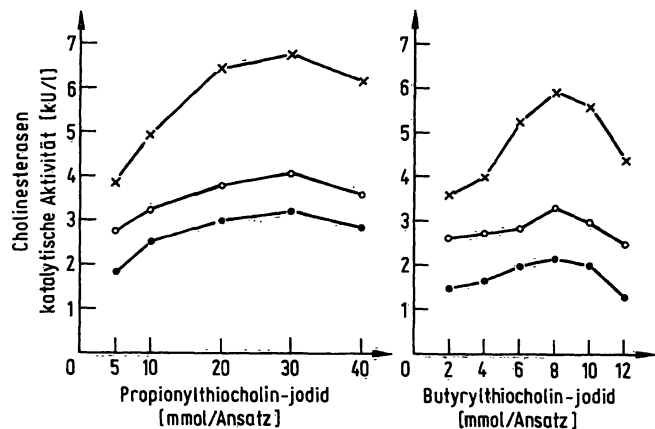 Cholinesterasen
katalytische Aktivität [kU/l]
7
6
5
4
3
2
1
0
5 10 20 30 40
Propionylthiocholin-jodid
[mmol/Ansatz]
7
6
5
4
3
2
1
0
2 4 6 8 10 12
Butyrylthiocholin-jodid
[mmol/Ansatz]